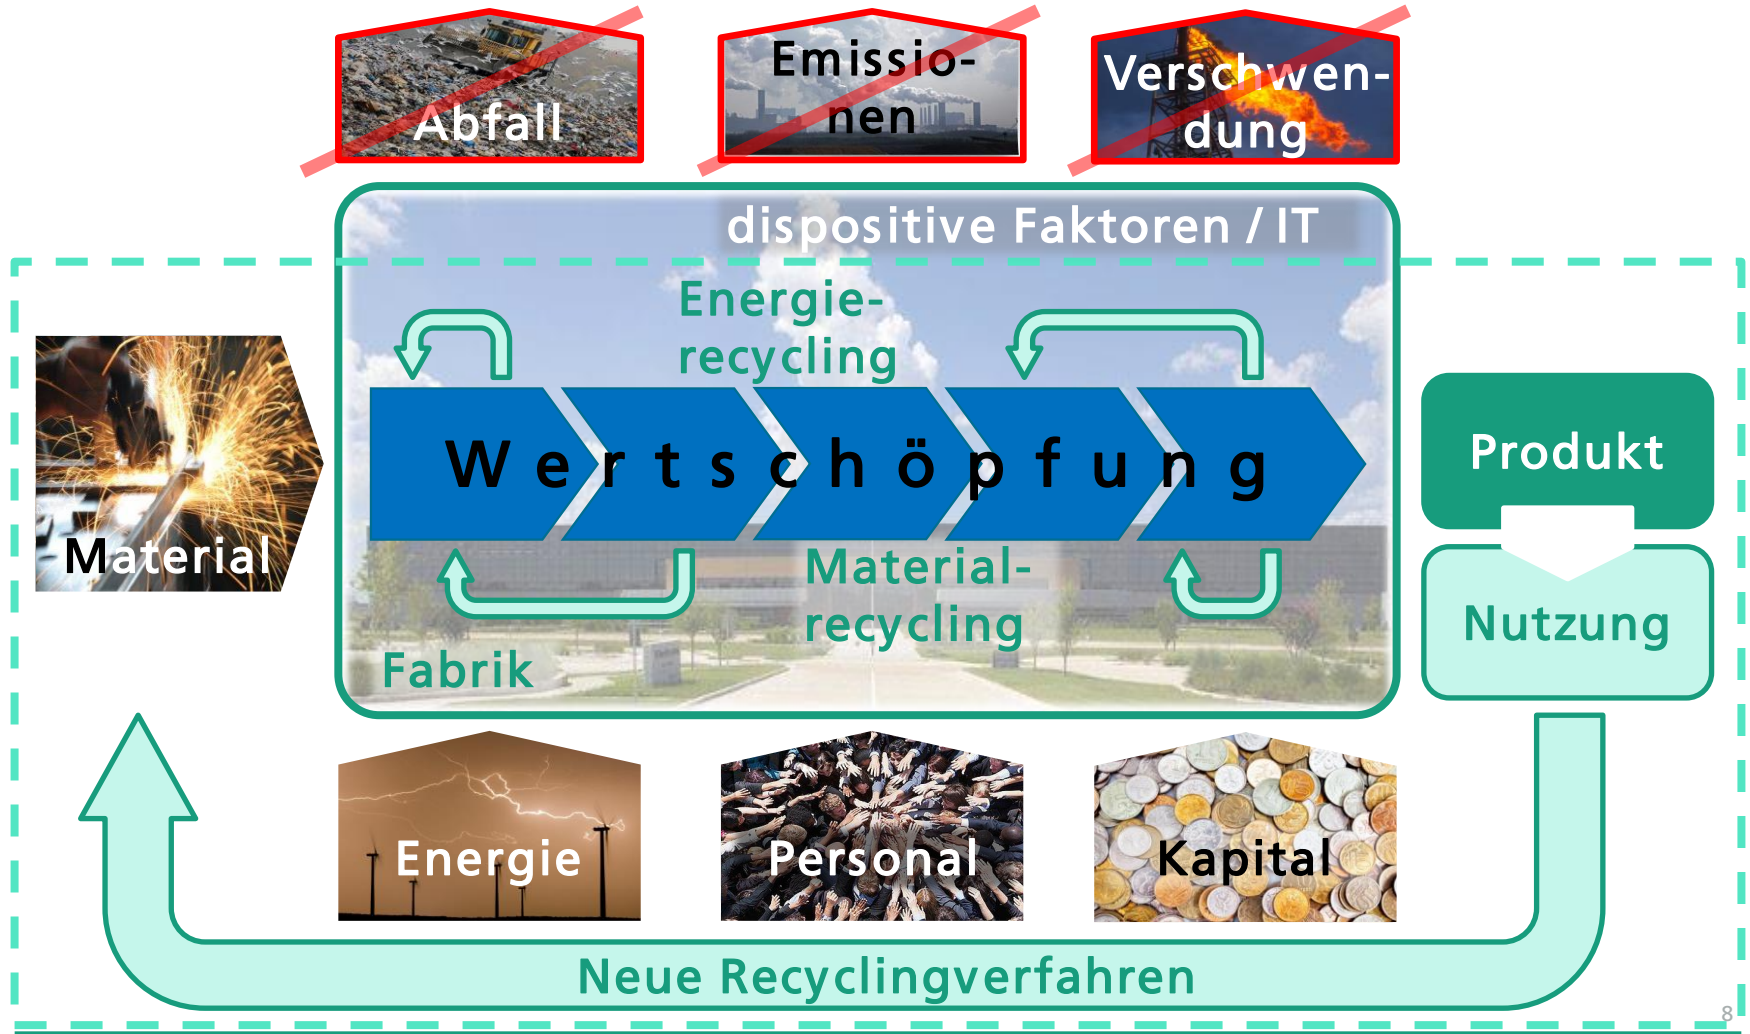 Abfall
Emissio-
nen
Verschwen-
dung
dispositive Faktoren / IT
Energie-
recycling
Material
Wertschöpfung
Produkt
Material-
recycling
Nutzung
Fabrik
Energie
Personal
Kapital
Neue Recyclingverfahren
8